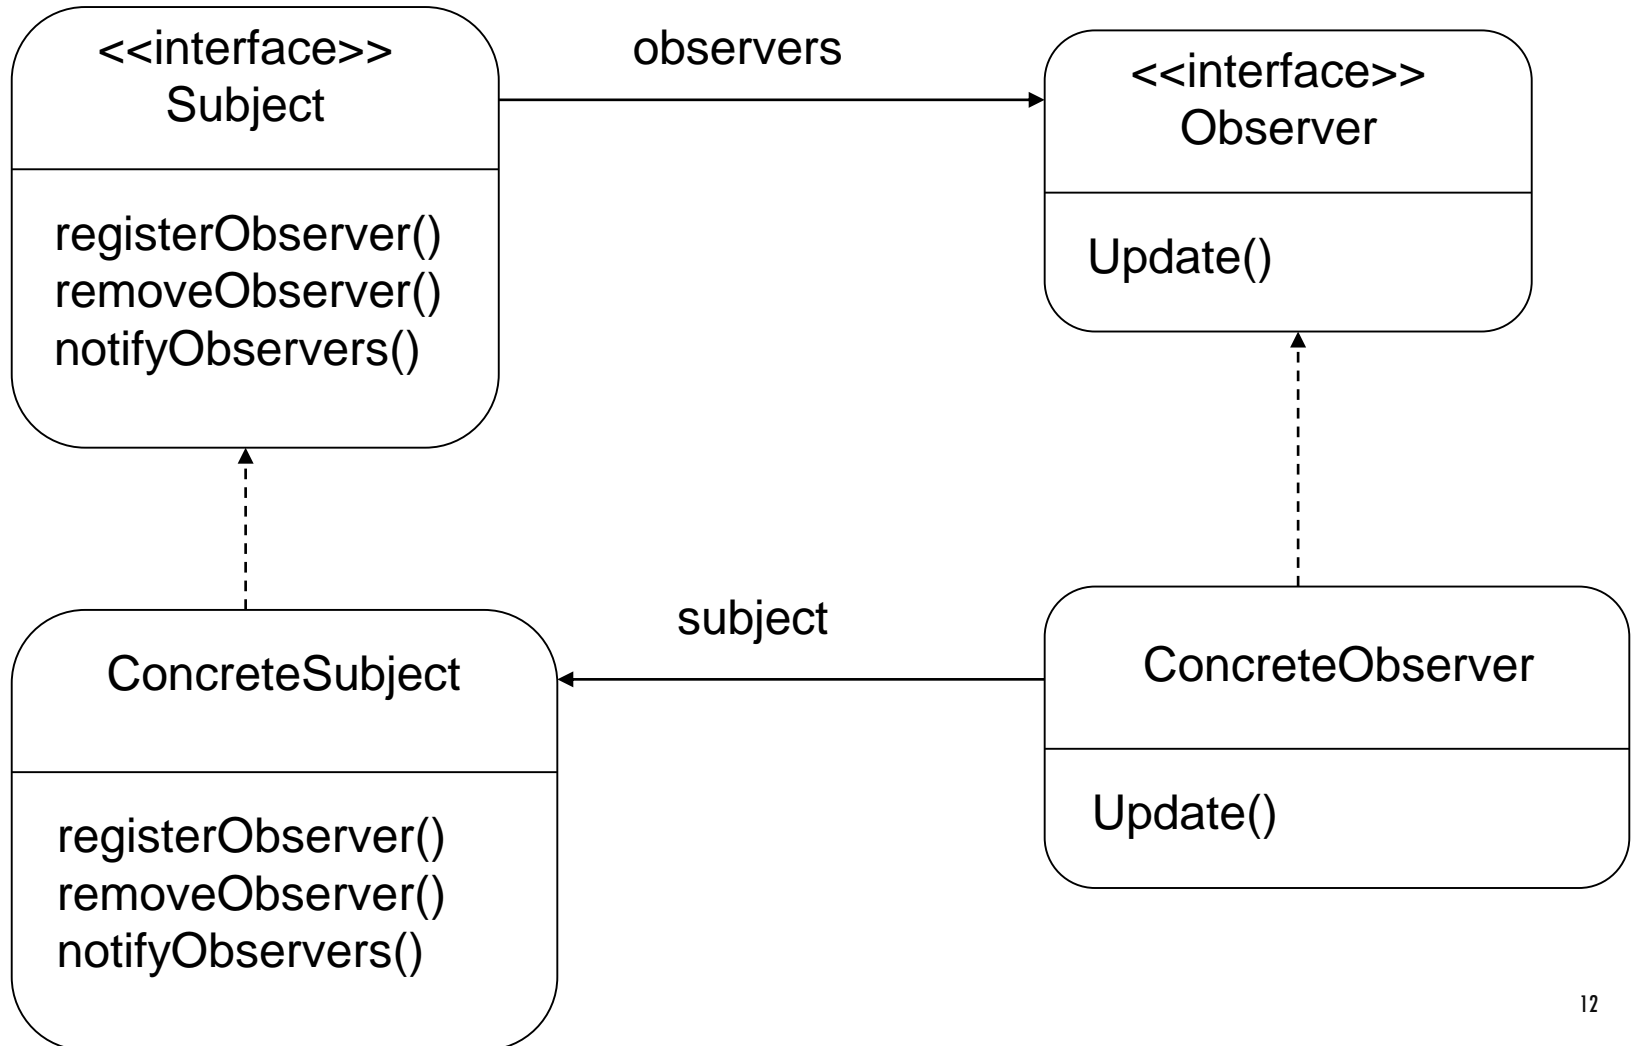 <<interface>>
Subject
registerObserver()
removeObserver()
notifyObservers()
observers
<<interface>>
Observer
Update()
ConcreteSubject
registerObserver()
removeObserver()
notifyObservers()
subject
ConcreteObserver
Update()
12